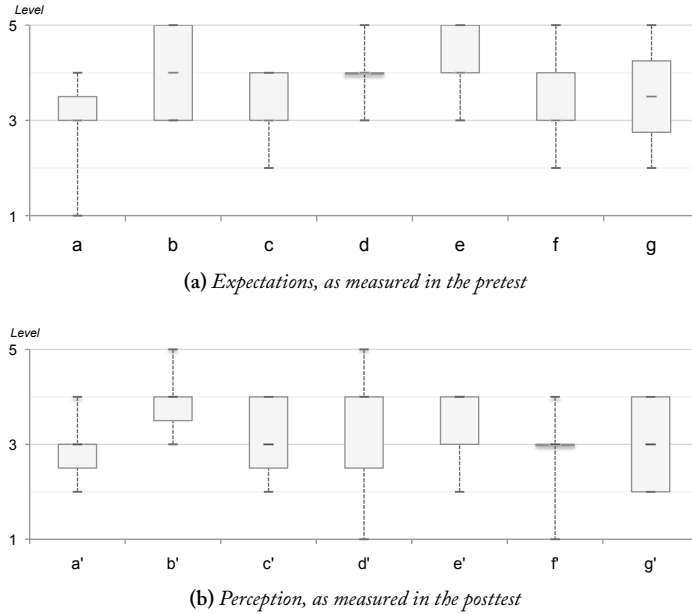 Level
5
3
1
a b c d e f g
(a) Expectations, as measured in the pretest
Level
5
3
1
a' b' c' d' e' f' g'
(b) Perception, as measured in the posttest